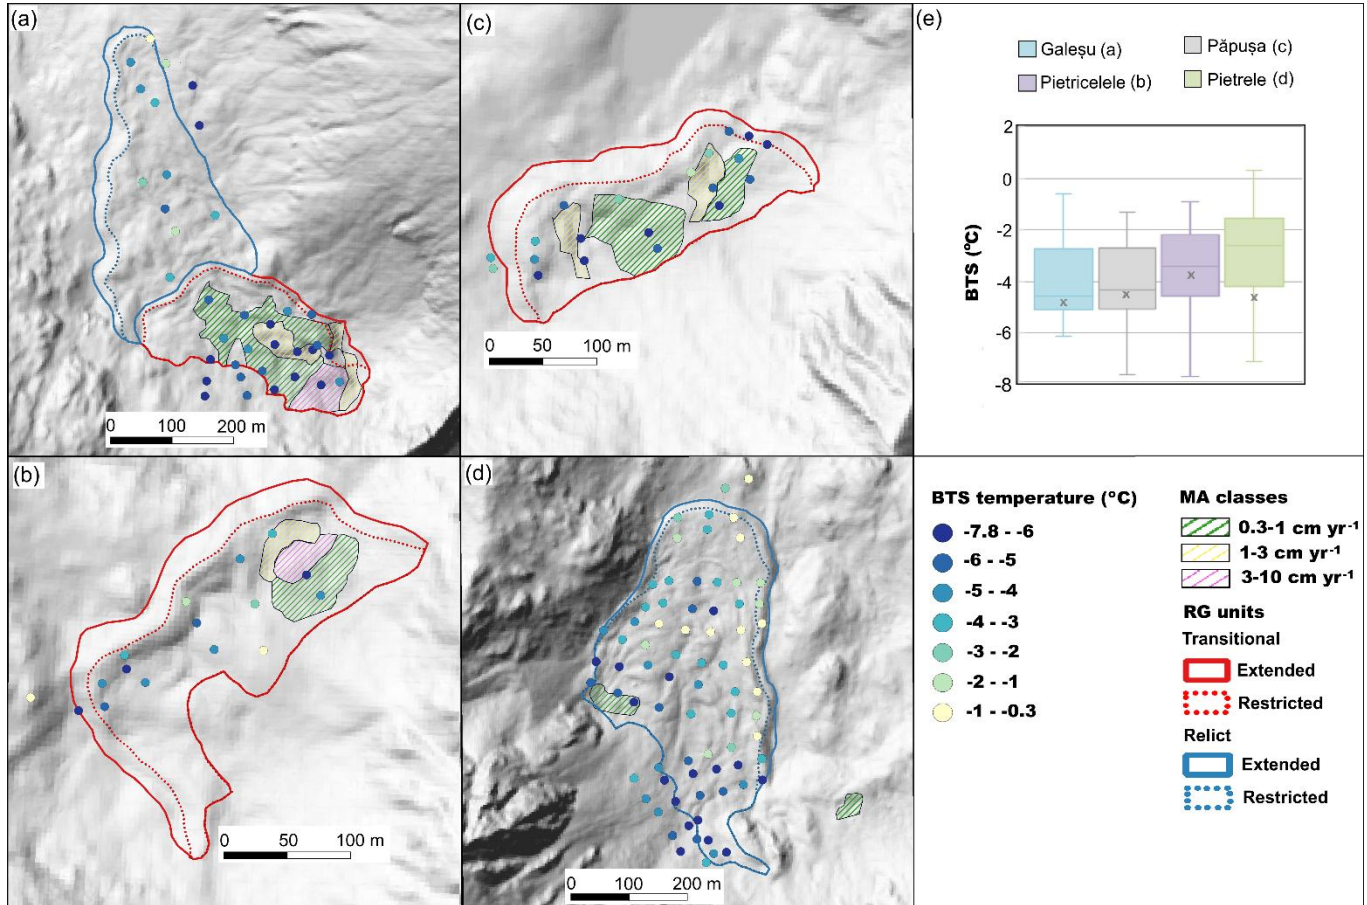 (a)
0 100 200 m
(c)
0 50 100 m
(e)
Galeșu (a)
Păpușa (c)
Pietricelele (b)
Pietrele (d)
BTS (ºC)
2
0
-2
-4
-6
-8
(b)
0 50 100 m
(d)
0 100 200 m
BTS temperature (ºC)
-7.8 - -6
-6 - -5
-5 - -4
-4 - -3
-3 - -2
-2 - -1
-1 - -0.3
MA classes
0.3-1 cm yr⁻¹
1-3 cm yr⁻¹
3-10 cm yr⁻¹
RG units
Transitional
Extended
Restricted
Relict
Extended
Restricted